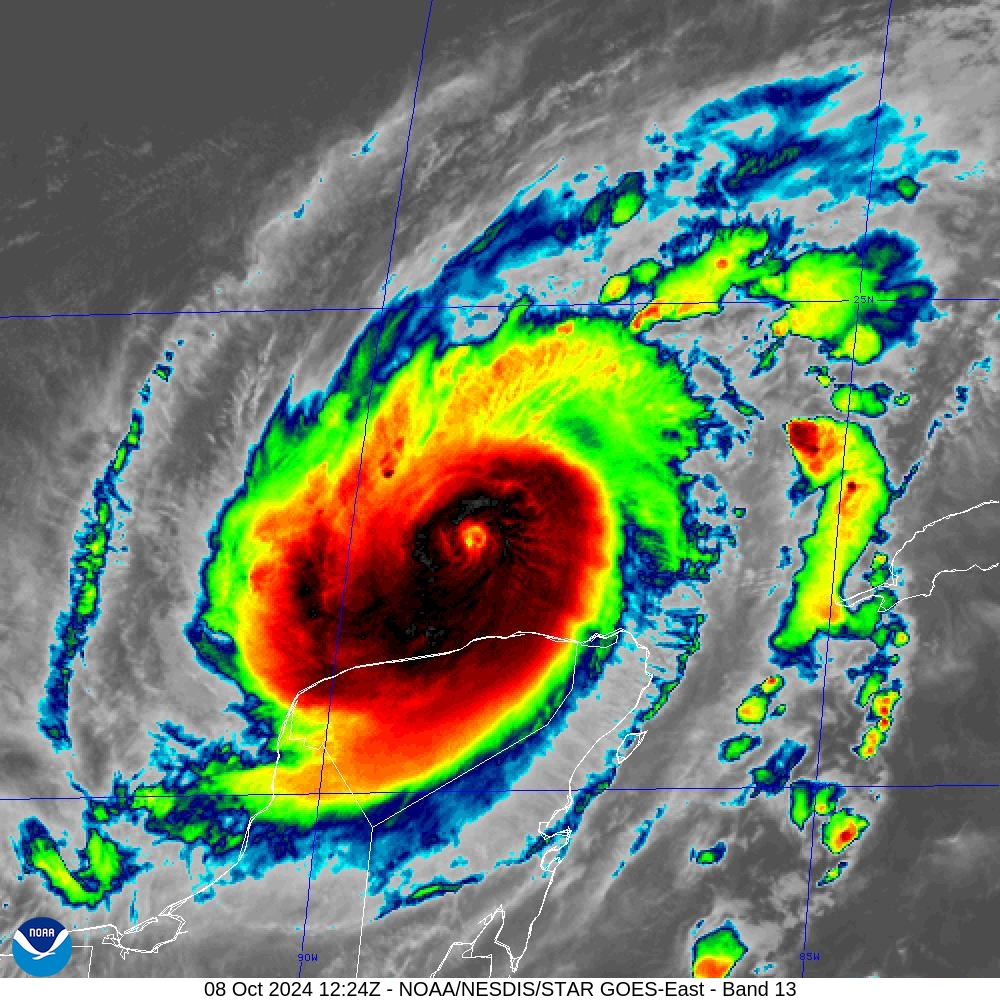 25N
NOAA
90W
85W
08 Oct 2024 12:24Z - NOAA/NESDIS/STAR GOES-East - Band 13